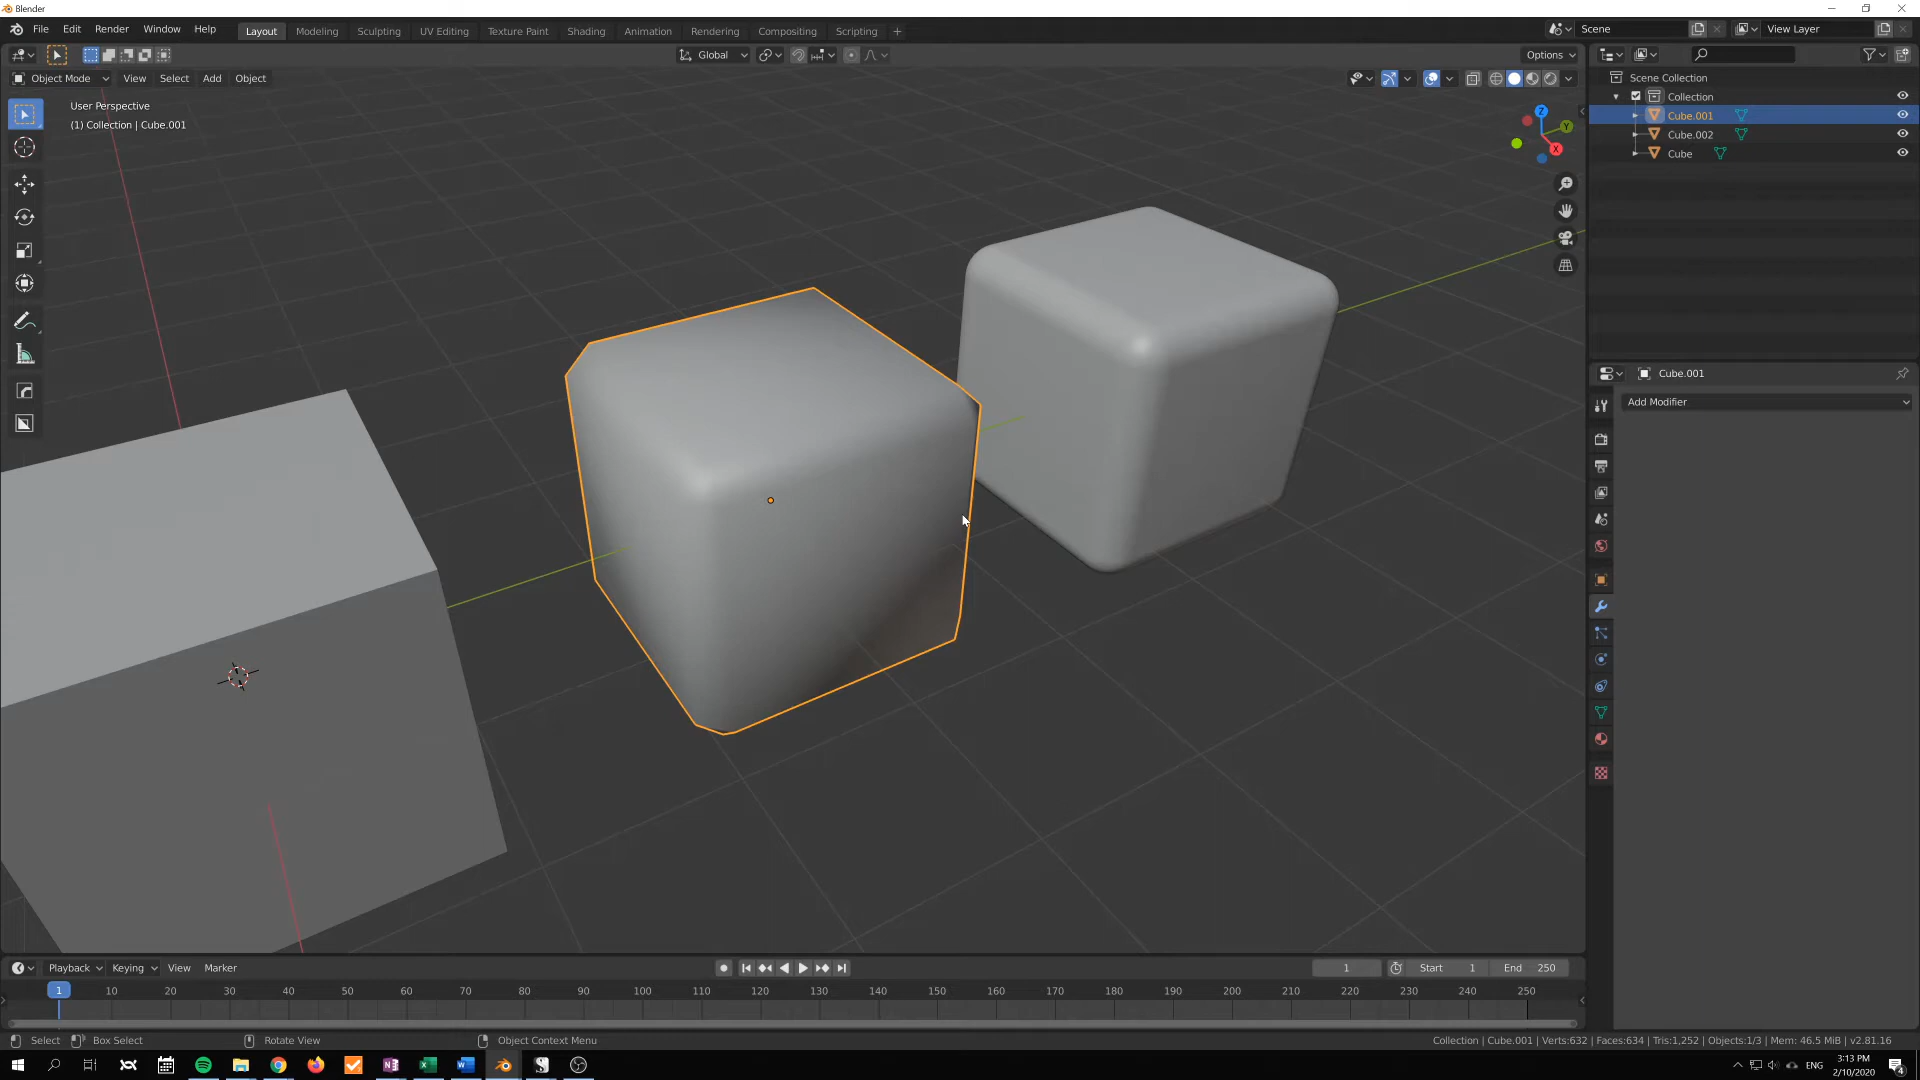 Blender
File Edit Render Window Help Layout Modeling Sculpting UV Editing Texture Paint Shading Animation Rendering Compositing Scripting + Scene View Layer
Global Options
Object Mode View Select Add Object
User Perspective
(1) Collection | Cube.001
Z
Y
X
Scene Collection
Collection
Cube.001
Cube.002
Cube
Cube.001
Add Modifier
Playback Keying View Marker 1 Start 1 End 250
1 10 20 30 40 50 60 70 80 90 100 110 120 130 140 150 160 170 180 190 200 210 220 230 240 250
Select Box Select Rotate View Object Context Menu Collection | Cube.001 | Verts:632 | Faces:634 | Tris:1,252 | Objects:1/3 | Mem: 46.5 MiB | v2.81.16
ENG
3:13 PM
2/10/2020
4